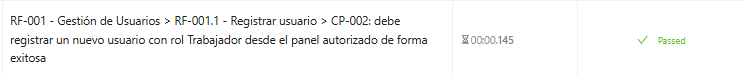 RF-001 - Gestión de Usuarios > RF-001.1 - Registrar usuario > CP-002: debe
registrar un nuevo usuario con rol Trabajador desde el panel autorizado de forma
exitosa
00:00.145
Passed